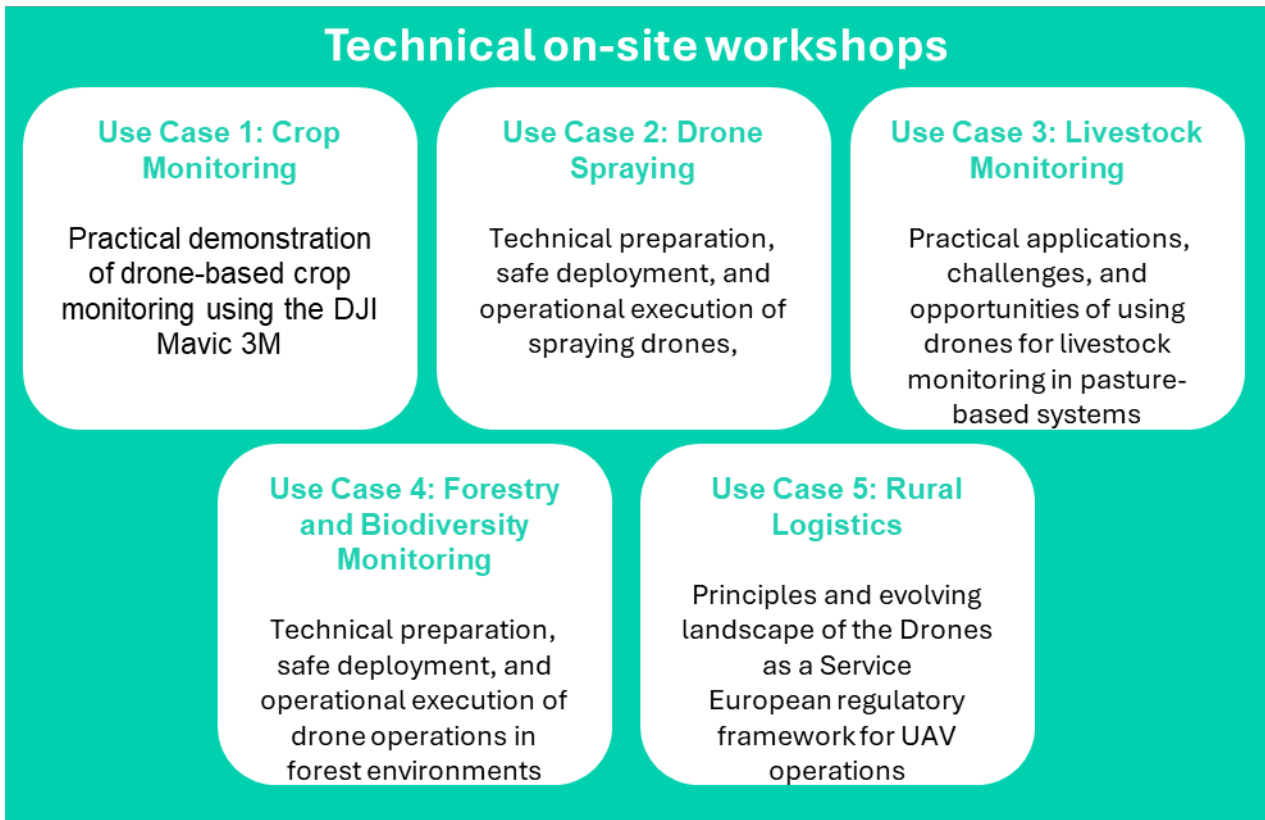 Technical on-site workshops
Use Case 1: Crop
Monitoring
Practical demonstration
of drone-based crop
monitoring using the DJI
Mavic 3M
Use Case 2: Drone
Spraying
Technical preparation,
safe deployment, and
operational execution of
spraying drones,
Use Case 3: Livestock
Monitoring
Practical applications,
challenges, and
opportunities of using
drones for livestock
monitoring in pasture-
based systems
Use Case 4: Forestry
and Biodiversity
Monitoring
Technical preparation,
safe deployment, and
operational execution of
drone operations in
forest environments
Use Case 5: Rural
Logistics
Principles and evolving
landscape of the Drones
as a Service
European regulatory
framework for UAV
operations